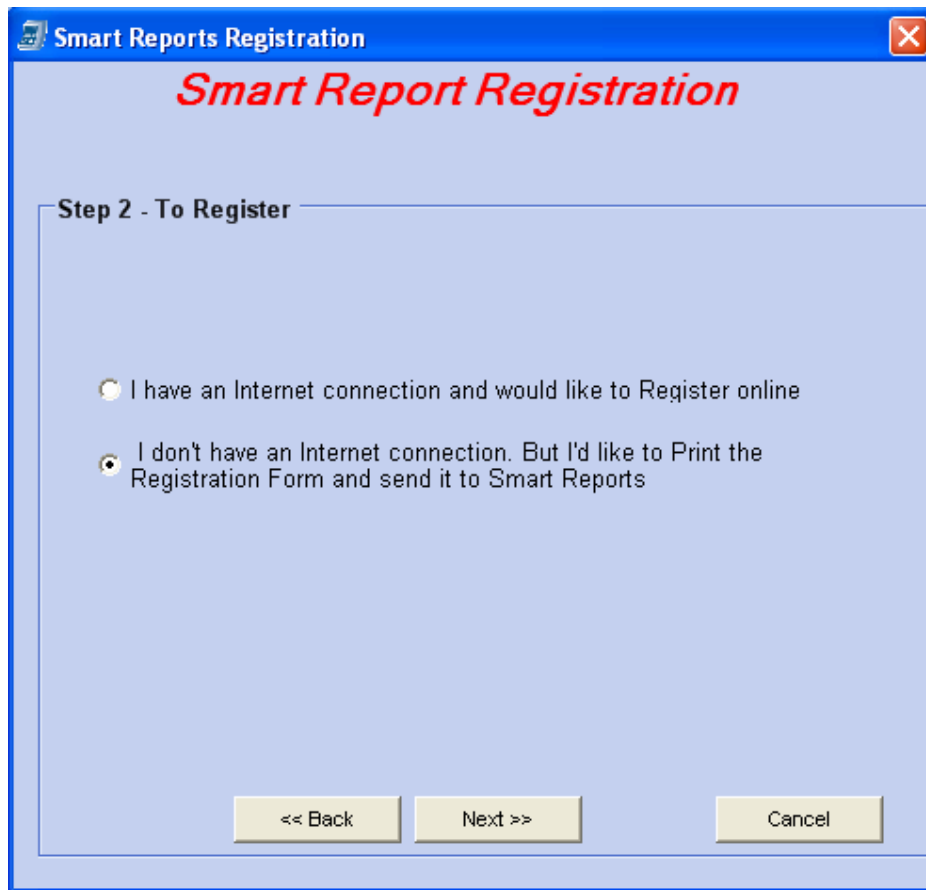 Smart Reports Registration
Smart Report Registration
Step 2 - To Register
I have an Internet connection and would like to Register online
I don't have an Internet connection. But I'd like to Print the
Registration Form and send it to Smart Reports
<< Back
Next >>
Cancel